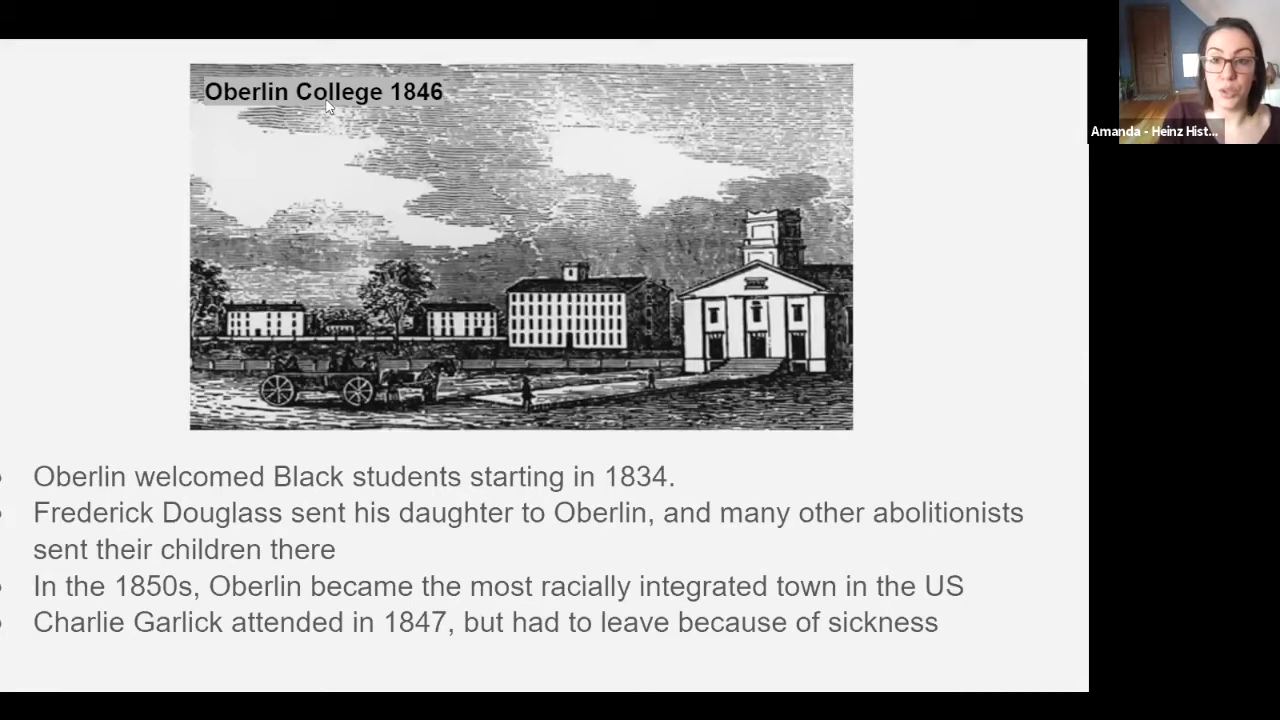 Oberlin College 1846
Amanda - Heinz Hist...
Oberlin welcomed Black students starting in 1834.
Frederick Douglass sent his daughter to Oberlin, and many other abolitionists
sent their children there
In the 1850s, Oberlin became the most racially integrated town in the US
Charlie Garlick attended in 1847, but had to leave because of sickness